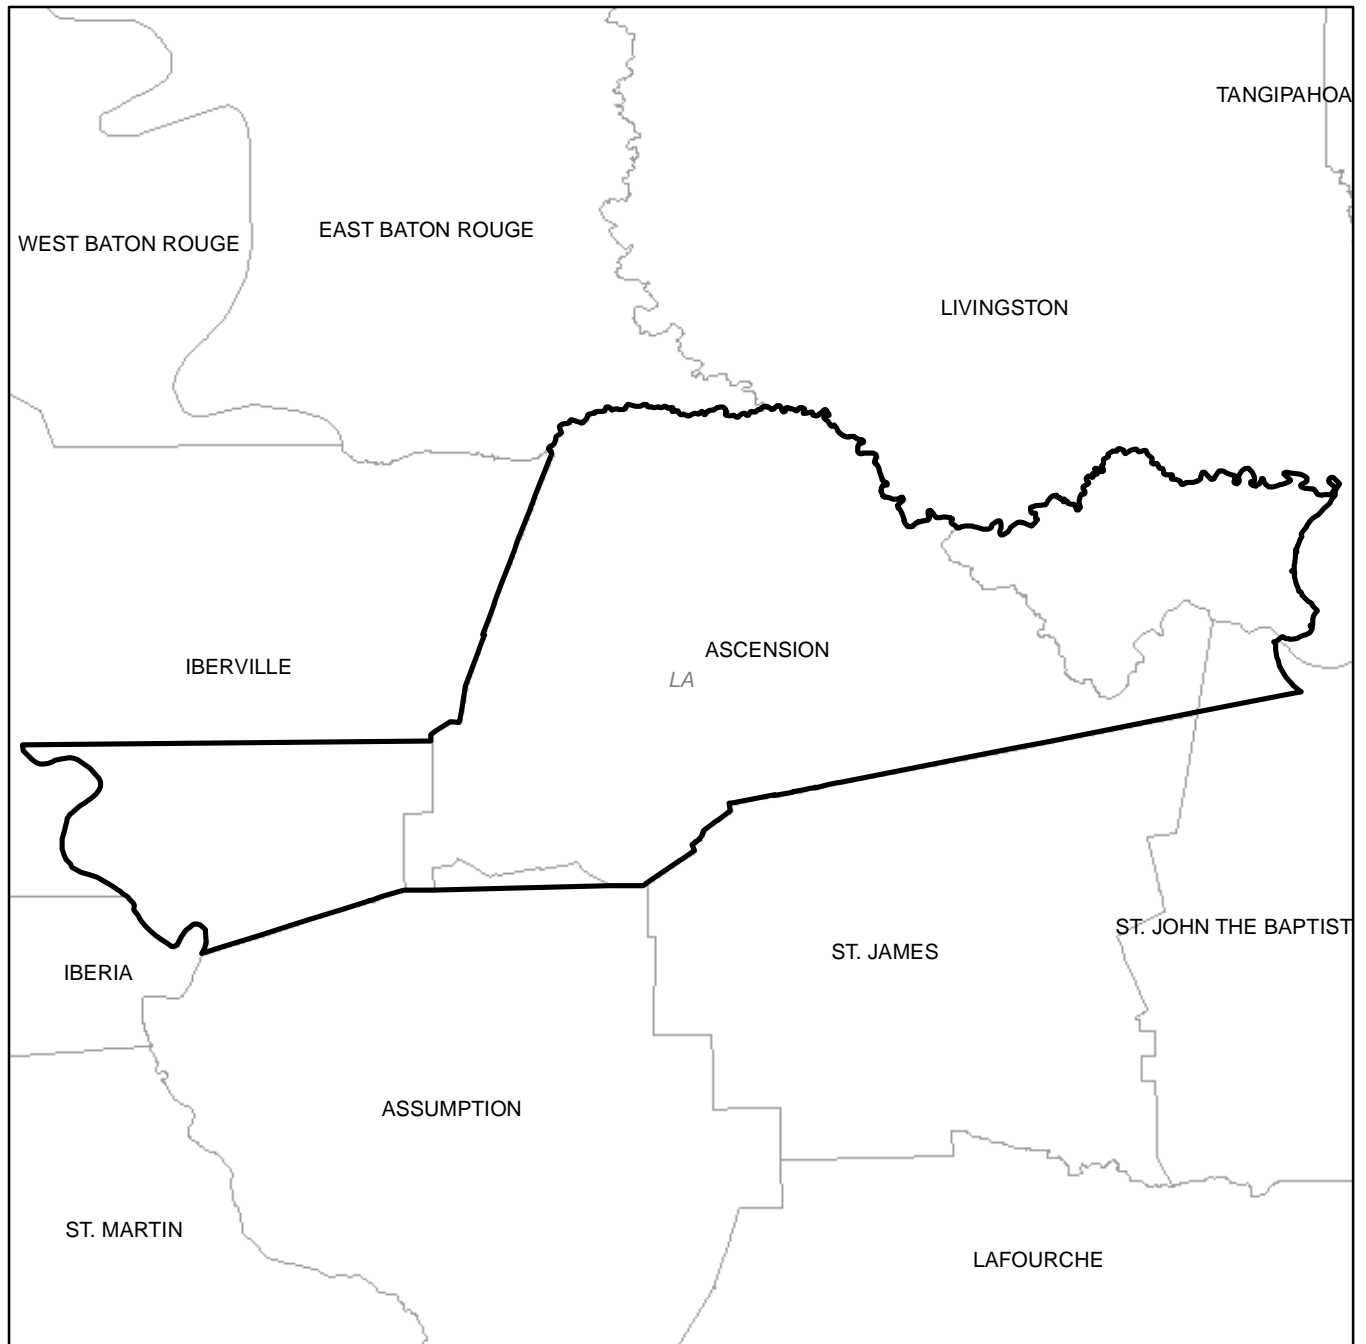 TANGIPAHOA
EAST BATON ROUGE
WEST BATON ROUGE
LIVINGSTON
ASCENSION
IBERVILLE
LA
ST. JOHN THE BAPTIST
ST. JAMES
IBERIA
ASSUMPTION
ST. MARTIN
LAFOURCHE